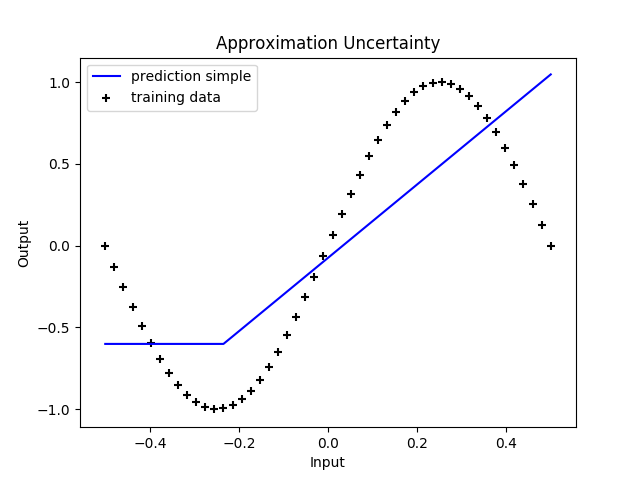 Approximation Uncertainty
prediction simple
training data
1.0
0.5
0.0
−0.5
−1.0
Output
−0.4
−0.2
0.0
0.2
0.4
Input